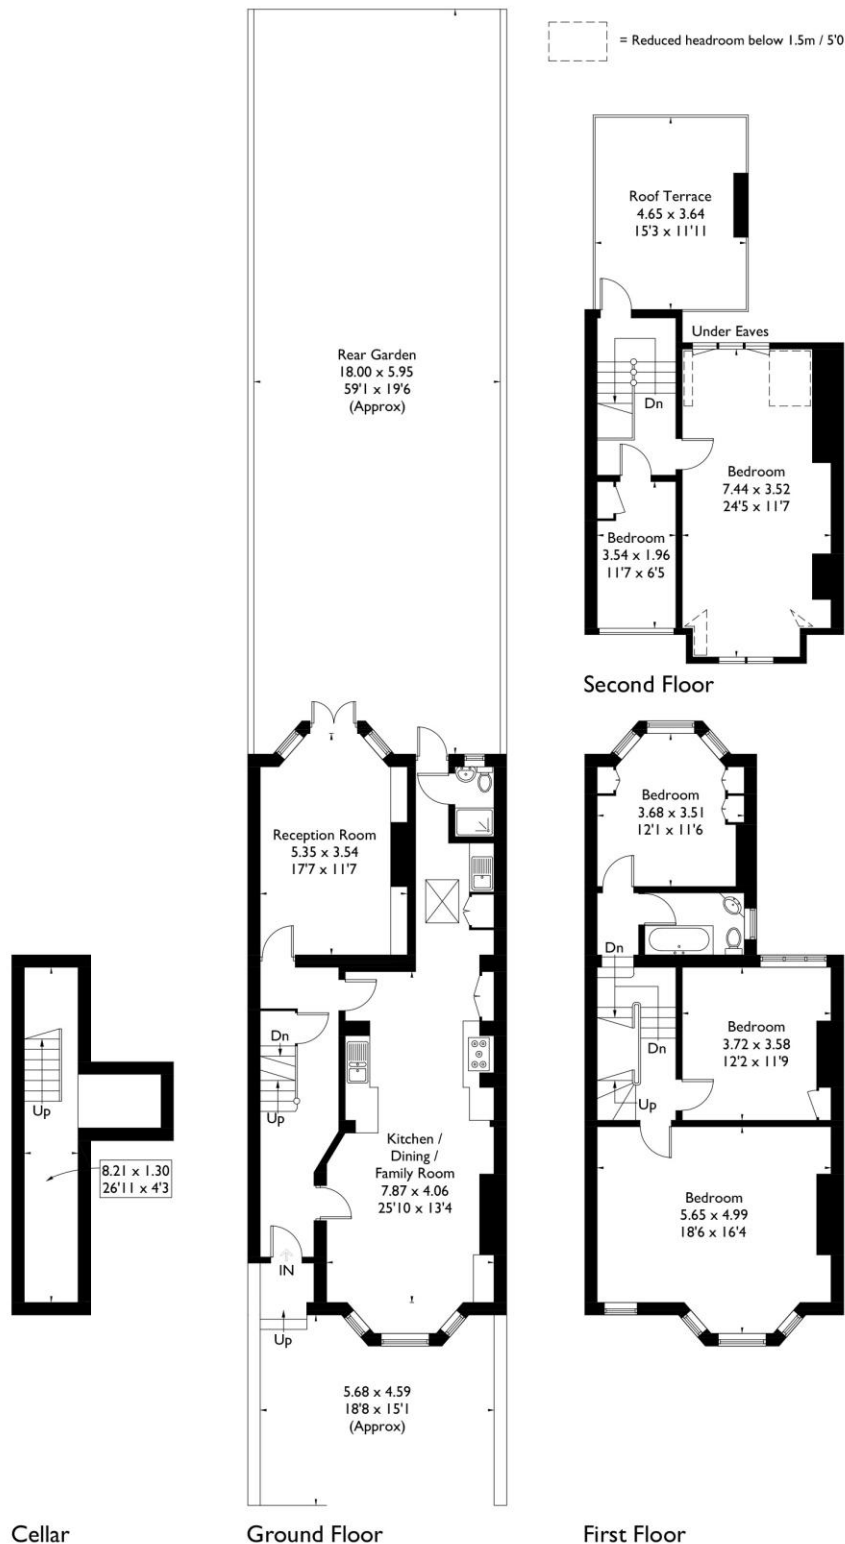 = Reduced headroom below 1.5m / 5'0
Roof Terrace
4.65 x 3.64
15'3 x 11'11
Under Eaves
Dn
Bedroom
7.44 x 3.52
24'5 x 11'7
Bedroom
3.54 x 1.96
11'7 x 6'5
Second Floor
Rear Garden
18.00 x 5.95
59'1 x 19'6
(Approx)
Reception Room
5.35 x 3.54
17'7 x 11'7
Dn
Up
Kitchen /
Dining /
Family Room
7.87 x 4.06
25'10 x 13'4
IN
Up
5.68 x 4.59
18'8 x 15'1
(Approx)
Bedroom
3.68 x 3.51
12'1 x 11'6
Dn
Dn
Up
Bedroom
3.72 x 3.58
12'2 x 11'9
Bedroom
5.65 x 4.99
18'6 x 16'4
Up
8.21 x 1.30
26'11 x 4'3
Cellar
Ground Floor
First Floor